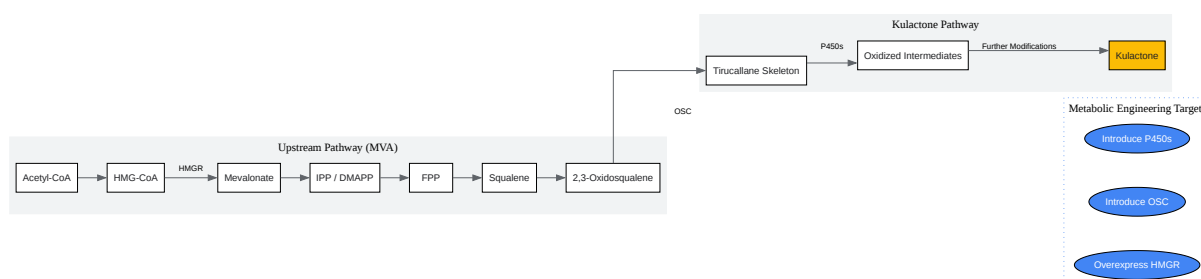 Kulactone Pathway
P450s
Further Modifications
Tirucallane Skeleton
Oxidized Intermediates
Kulactone
OSC
Metabolic Engineering Target
Introduce P450s
Introduce OSC
Overexpress HMGR
Upstream Pathway (MVA)
HMGR
Acetyl-CoA
HMG-CoA
Mevalonate
IPP / DMAPP
FPP
Squalene
2,3-Oxidosqualene